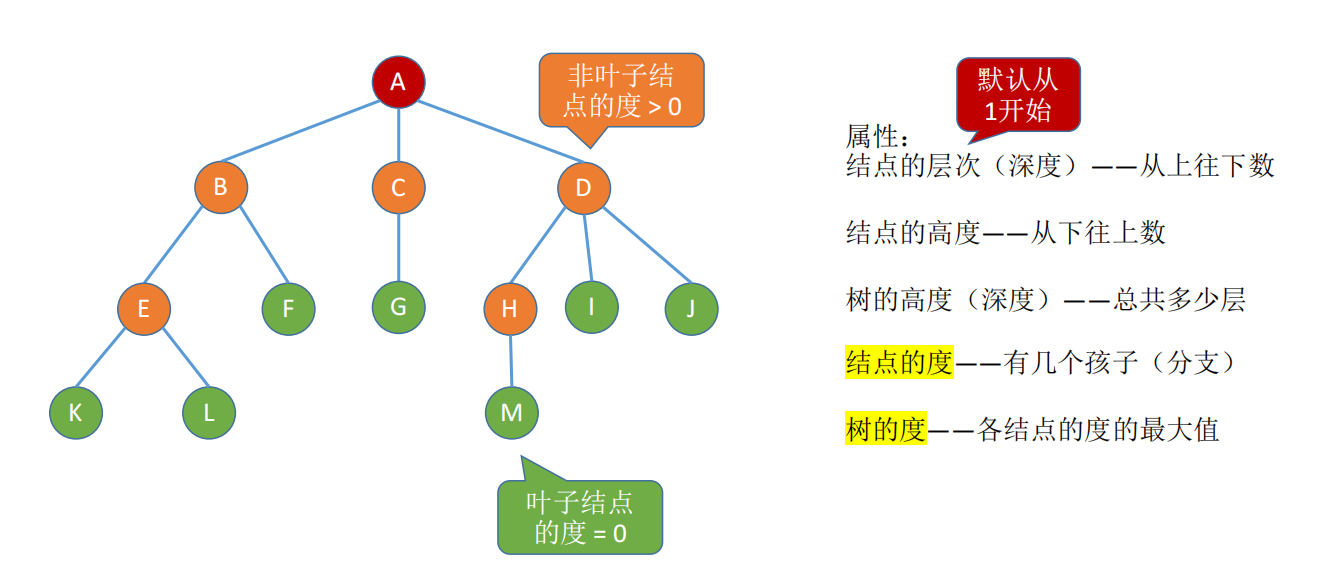 A
非叶子结
点的度 > 0
默认从
1开始
属性：
结点的层次（深度）——从上往下数
B
C
D
结点的高度——从下往上数
E
F
G
H
I
J
树的高度（深度）——总共多少层
结点的度——有几个孩子（分支）
K
L
M
树的度——各结点的度的最大值
叶子结点
的度 = 0